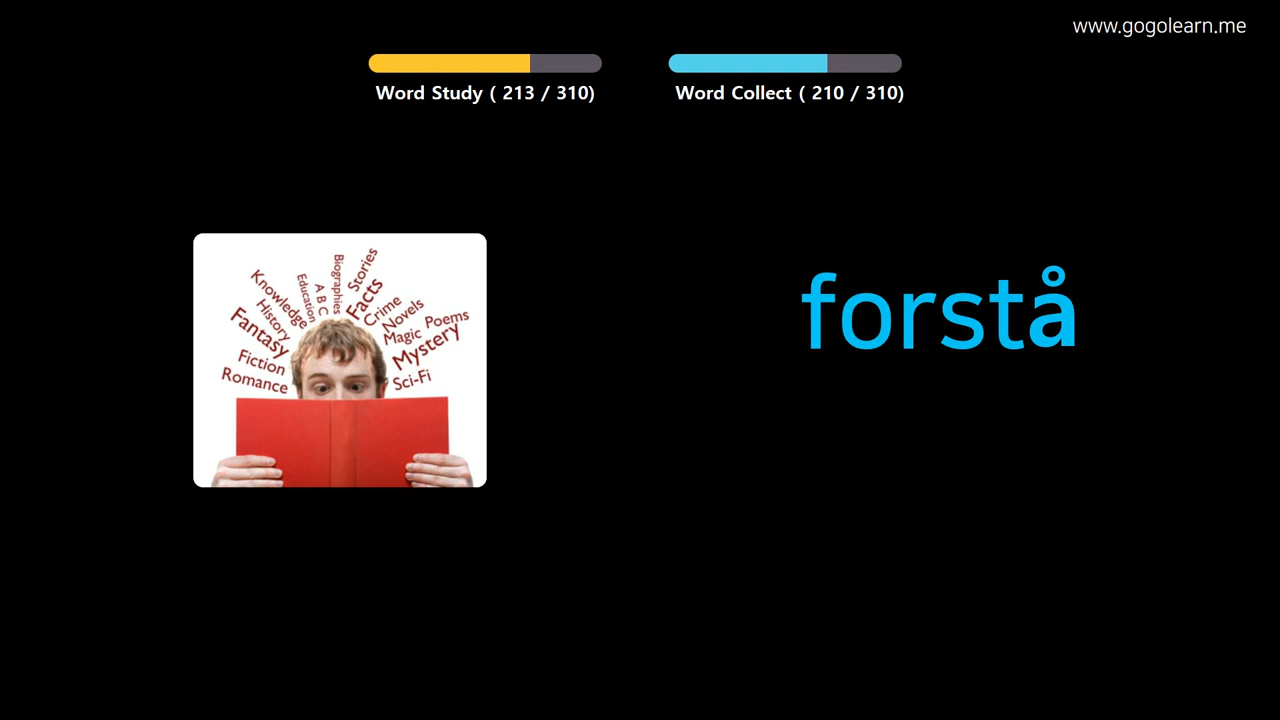 www.gogolearn.me
Word Study ( 213 / 310)
Word Collect ( 210 / 310)
forstå
Knowledge
History
Fantasy
Fiction
Romance
Education
A B C
Biographies
Stories
Facts
Crime
Novels
Magic
Poems
Mystery
Sci-Fi